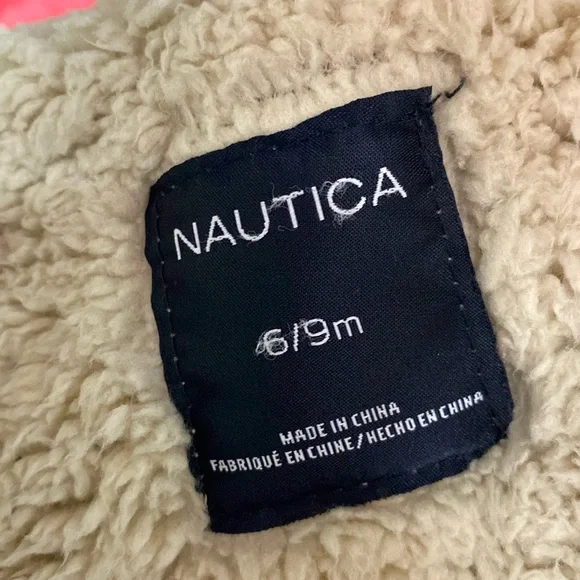 NAUTICA
6/9m
MADE IN CHINA
FABRIQUÉ EN CHINE / HECHO EN CHINA